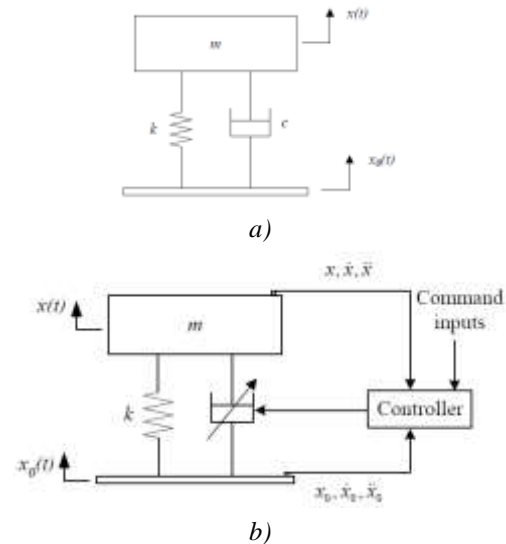 x(t)
m
k
c
x₀(t)
a)
x, ẋ, ẍ
Command
inputs
x(t)
m
k
Controller
x₀(t)
x₀, ẋ₀, ẍ₀
b)